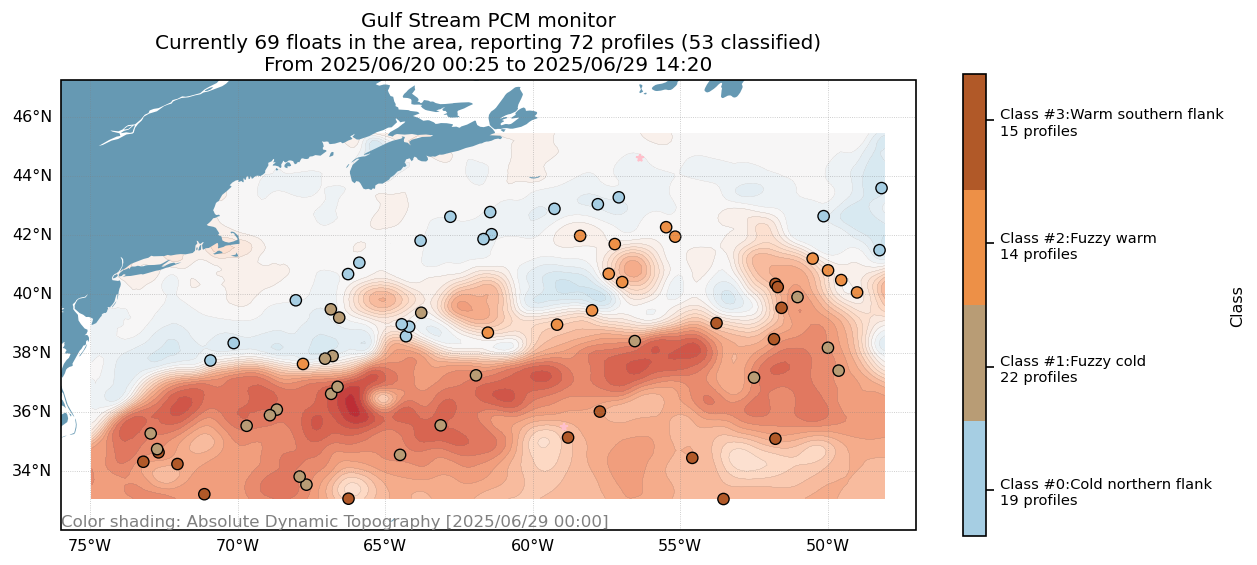 Gulf Stream PCM monitor
Currently 69 floats in the area, reporting 72 profiles (53 classified)
From 2025/06/20 00:25 to 2025/06/29 14:20
46°N
44°N
42°N
40°N
38°N
36°N
34°N
Color shading: Absolute Dynamic Topography [2025/06/29 00:00]
75°W
70°W
65°W
60°W
55°W
50°W
Class #3:Warm southern flank
15 profiles
Class #2:Fuzzy warm
14 profiles
Class #1:Fuzzy cold
22 profiles
Class #0:Cold northern flank
19 profiles
Class